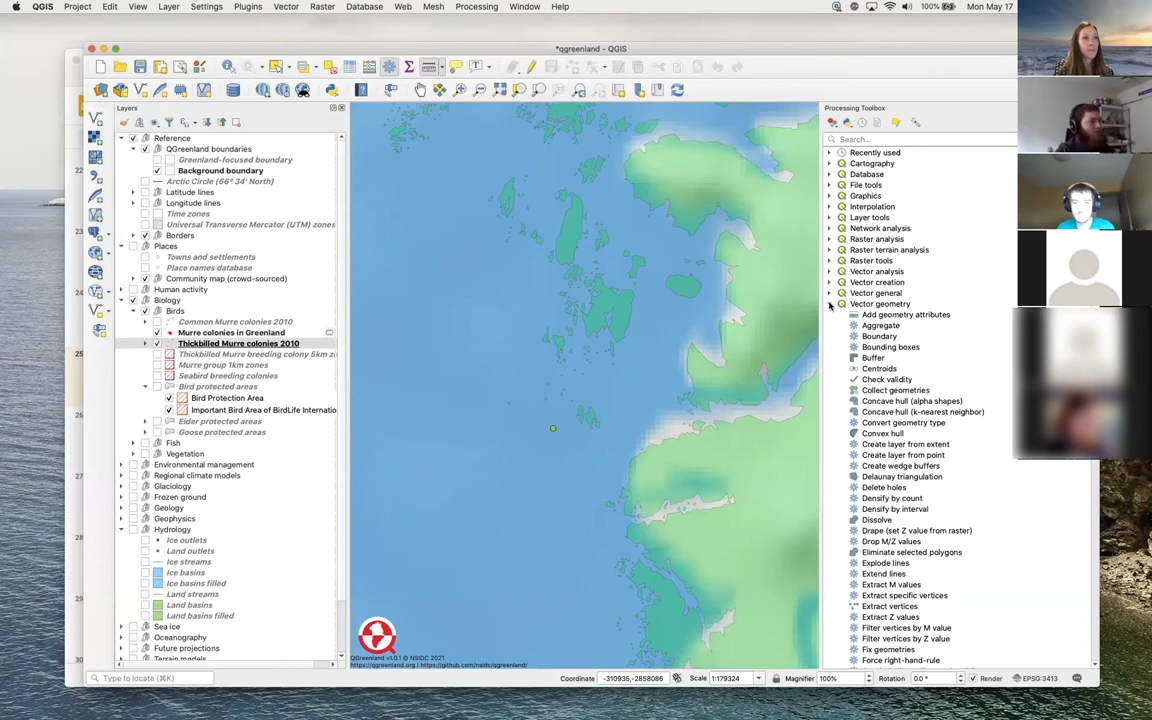 QGIS Project Edit View Layer Settings Plugins Vector Raster Database Web Mesh Processing Window Help 100% Mon May 17
*qgreenland - QGIS
Layers
Reference
QGreenland boundaries
Greenland-focused boundary
Background boundary
Arctic Circle (66° 34' North)
Latitude lines
Longitude lines
Time zones
Universal Transverse Mercator (UTM) zones
Borders
Places
Towns and settlements
Place names database
Community map (crowd-sourced)
Human activity
Biology
Birds
Common Murre colonies 2010
Murre colonies in Greenland
Thickbilled Murre colonies 2010
Thickbilled Murre breeding colony 5km z
Murre group 1km zones
Seabird breeding colonies
Bird protected areas
Bird Protection Area
Important Bird Area of BirdLife Internatio
Eider protected areas
Goose protected areas
Fish
Vegetation
Environmental management
Regional climate models
Glaciology
Frozen ground
Geology
Geophysics
Hydrology
Ice outlets
Land outlets
Ice streams
Ice basins
Ice basins filled
Land streams
Land basins
Land basins filled
Sea ice
Oceanography
Future projections
Terrain models
QGreenland v1.0.1 © NSIDC 2021
https://qgreenland.org | https://github.com/nsidc/qgreenland/
Processing Toolbox
Search...
Recently used
Cartography
Database
File tools
Graphics
Interpolation
Layer tools
Network analysis
Raster analysis
Raster terrain analysis
Raster tools
Vector analysis
Vector creation
Vector general
Vector geometry
Add geometry attributes
Aggregate
Boundary
Bounding boxes
Buffer
Centroids
Check validity
Collect geometries
Concave hull (alpha shapes)
Concave hull (k-nearest neighbor)
Convert geometry type
Convex hull
Create layer from extent
Create layer from point
Create wedge buffers
Delaunay triangulation
Delete holes
Densify by count
Densify by interval
Dissolve
Drape (set Z value from raster)
Drop M/Z values
Eliminate selected polygons
Explode lines
Extend lines
Extract M values
Extract specific vertices
Extract vertices
Extract Z values
Filter vertices by M value
Filter vertices by Z value
Fix geometries
Force right-hand-rule
Type to locate (⌘K)
Coordinate -310935,-2858086 Scale 1:179324 Magnifier 100% Rotation 0.0 ° Render EPSG:3413
22
23
24
25
26
27
28
29
30